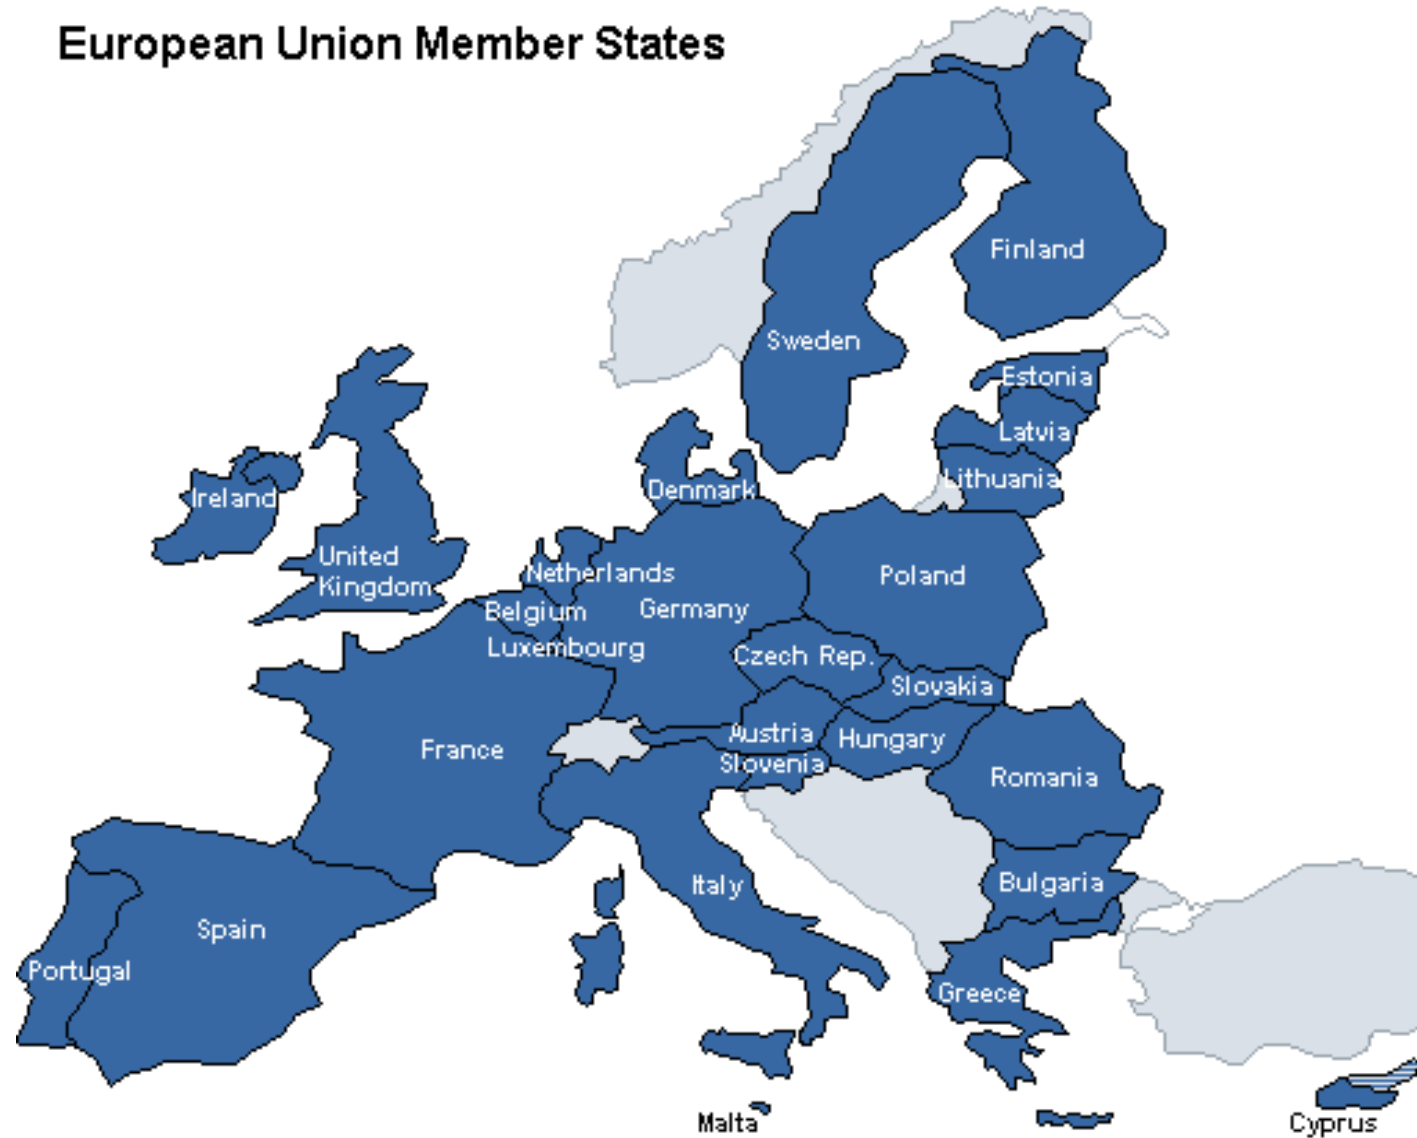 European Union Member States
Finland
Sweden
Estonia
Latvia
Lithuania
Denmark
Ireland
United
Kingdom
Netherlands
Poland
Belgium
Germany
Luxembourg
Czech Rep.
Slovakia
Austria
Hungary
France
Slovenia
Romania
Italy
Bulgaria
Spain
Portugal
Greece
Malta
Cyprus